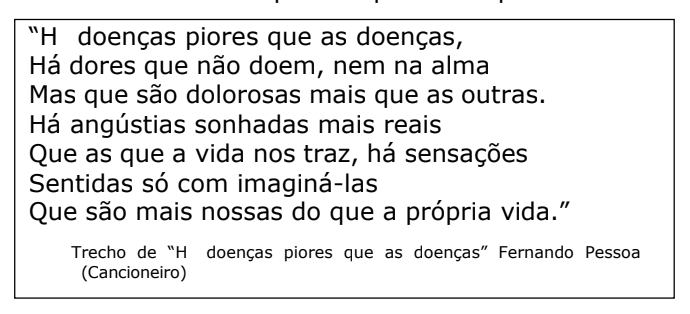 “H doenças piores que as doenças,
Há dores que não doem, nem na alma
Mas que são dolorosas mais que as outras.
Há angústias sonhadas mais reais
Que as que a vida nos traz, há sensações
Sentidas só com imaginá-las
Que são mais nossas do que a própria vida.”
Trecho de “H doenças piores que as doenças” Fernando Pessoa
(Cancioneiro)